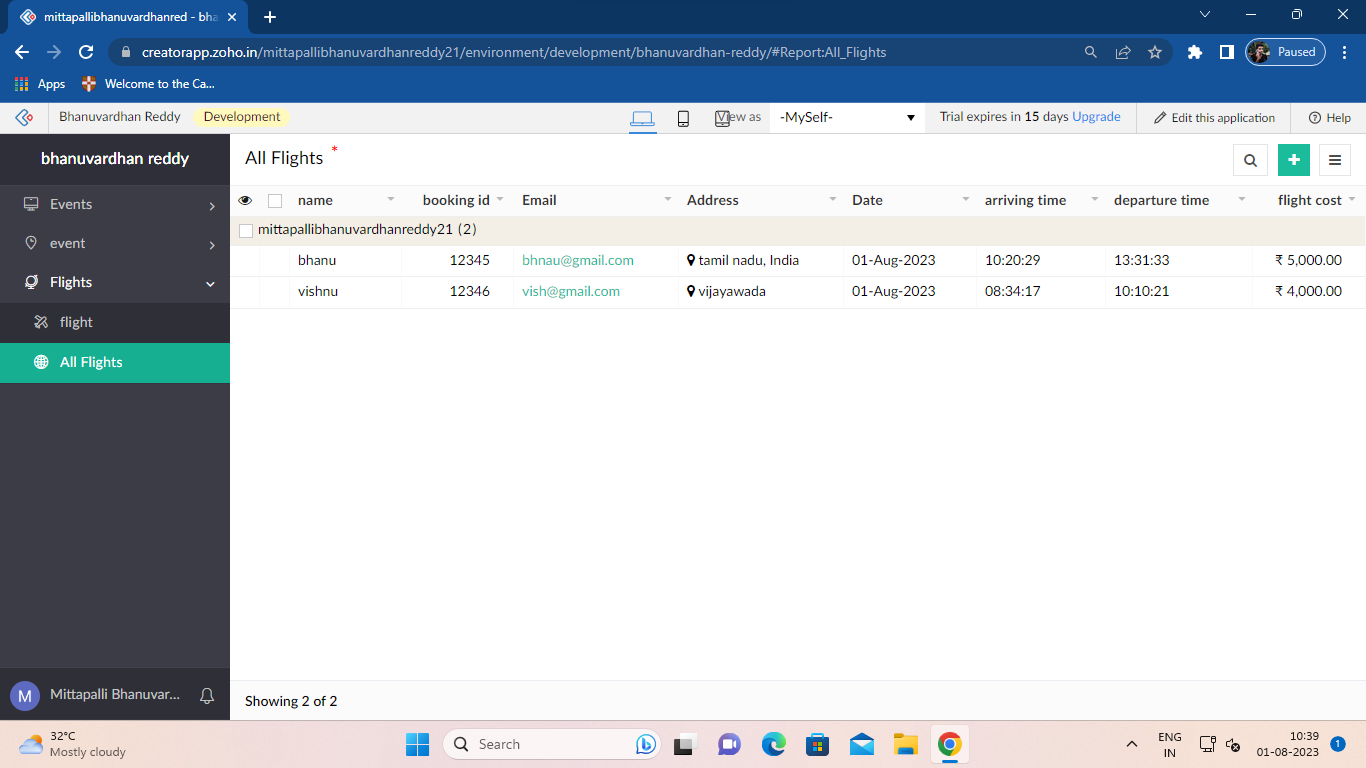 mittapallibhanuvardhanred - bha
creatorapp.zoho.in/mittapallibhanuvardhanreddy21/environment/development/bhanuvardhan-reddy/#Report:All_Flights
Paused
Apps Welcome to the Ca...
Bhanuvardhan Reddy Development View as -MySelf- Trial expires in 15 days Upgrade Edit this application Help
bhanuvardhan reddy
Events
event
Flights
flight
All Flights
Mittapalli Bhanuvar...
All Flights *
name booking id Email Address Date arriving time departure time flight cost
mittapallibhanuvardhanreddy21 (2)
bhanu 12345 bhnau@gmail.com tamil nadu, India 01-Aug-2023 10:20:29 13:31:33 ₹ 5,000.00
vishnu 12346 vish@gmail.com vijayawada 01-Aug-2023 08:34:17 10:10:21 ₹ 4,000.00
Showing 2 of 2
32°C
Mostly cloudy
Search
ENG
IN
10:39
01-08-2023
1
M